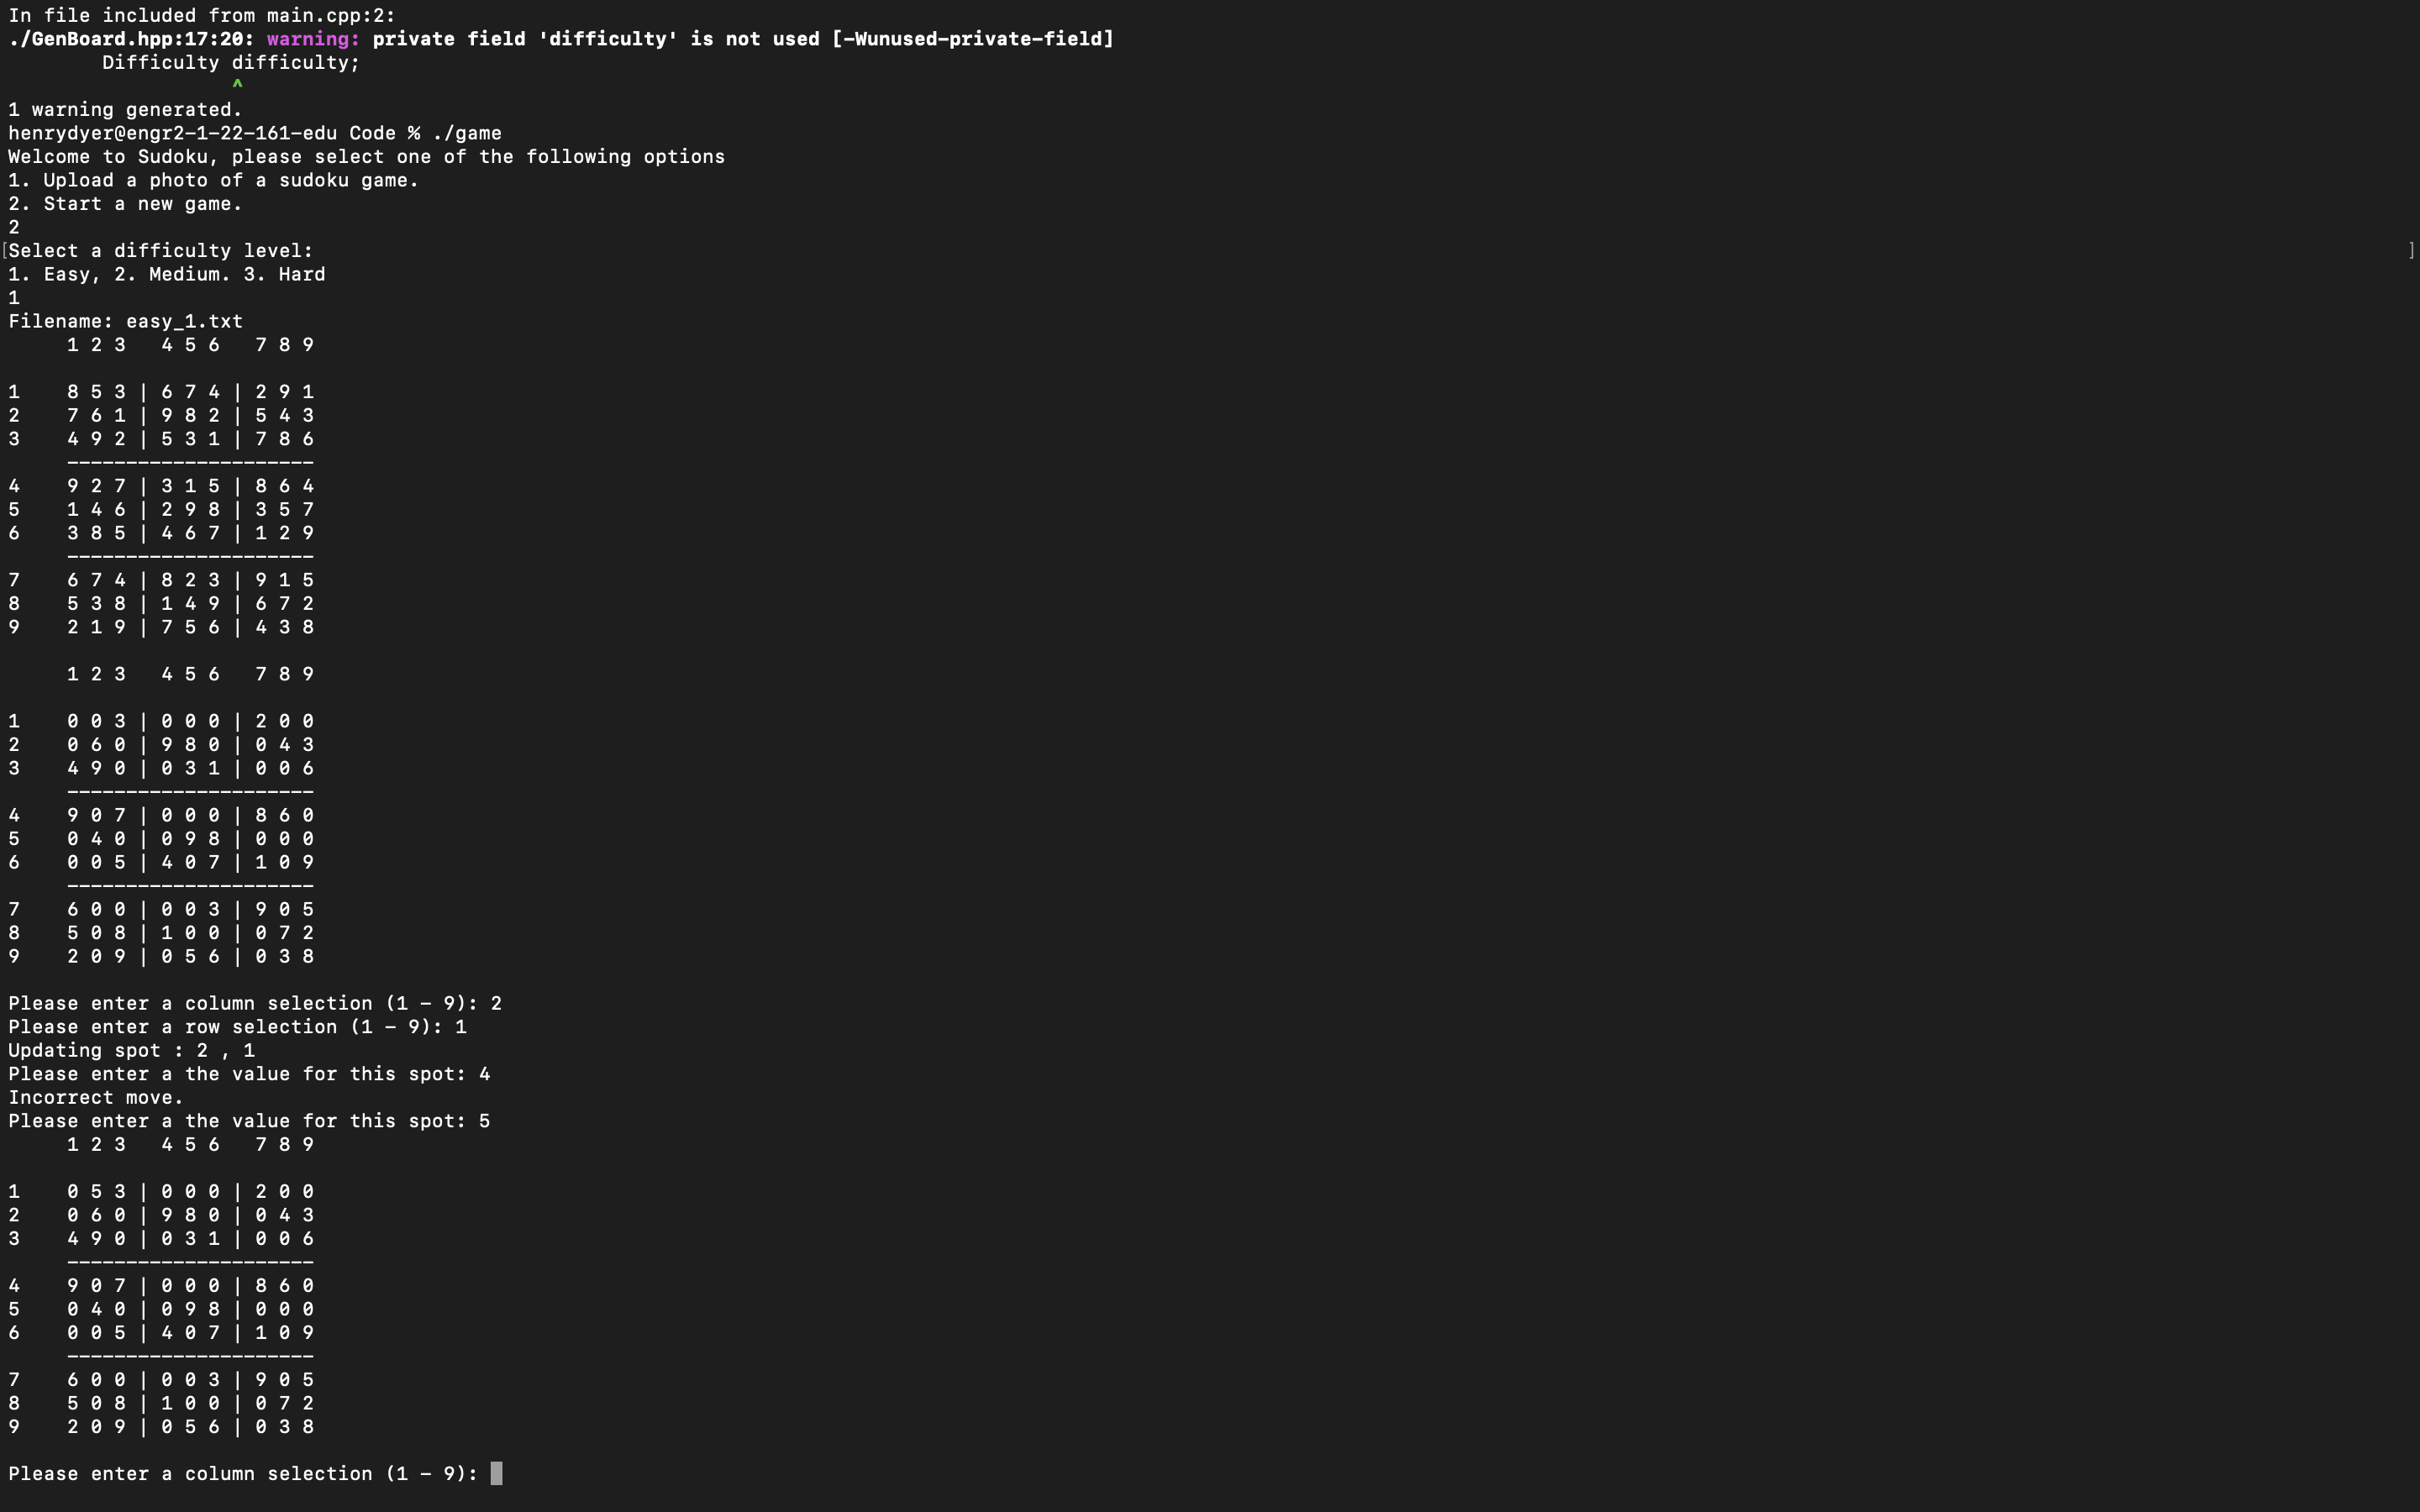 In file included from main.cpp:2:
./GenBoard.hpp:17:20: warning: private field 'difficulty' is not used [-Wunused-private-field]
        Difficulty difficulty;
                   ^
1 warning generated.
henrydyer@engr2-1-22-161-edu Code % ./game
Welcome to Sudoku, please select one of the following options
1. Upload a photo of a sudoku game.
2. Start a new game.
2
[Select a difficulty level: ]
1. Easy, 2. Medium. 3. Hard
1
Filename: easy_1.txt
     1 2 3   4 5 6   7 8 9

1    8 5 3 | 6 7 4 | 2 9 1
2    7 6 1 | 9 8 2 | 5 4 3
3    4 9 2 | 5 3 1 | 7 8 6
     ---------------------
4    9 2 7 | 3 1 5 | 8 6 4
5    1 4 6 | 2 9 8 | 3 5 7
6    3 8 5 | 4 6 7 | 1 2 9
     ---------------------
7    6 7 4 | 8 2 3 | 9 1 5
8    5 3 8 | 1 4 9 | 6 7 2
9    2 1 9 | 7 5 6 | 4 3 8

     1 2 3   4 5 6   7 8 9

1    0 0 3 | 0 0 0 | 2 0 0
2    0 6 0 | 9 8 0 | 0 4 3
3    4 9 0 | 0 3 1 | 0 0 6
     ---------------------
4    9 0 7 | 0 0 0 | 8 6 0
5    0 4 0 | 0 9 8 | 0 0 0
6    0 0 5 | 4 0 7 | 1 0 9
     ---------------------
7    6 0 0 | 0 0 3 | 9 0 5
8    5 0 8 | 1 0 0 | 0 7 2
9    2 0 9 | 0 5 6 | 0 3 8

Please enter a column selection (1 - 9): 2
Please enter a row selection (1 - 9): 1
Updating spot : 2 , 1
Please enter a the value for this spot: 4
Incorrect move.
Please enter a the value for this spot: 5
     1 2 3   4 5 6   7 8 9

1    0 5 3 | 0 0 0 | 2 0 0
2    0 6 0 | 9 8 0 | 0 4 3
3    4 9 0 | 0 3 1 | 0 0 6
     ---------------------
4    9 0 7 | 0 0 0 | 8 6 0
5    0 4 0 | 0 9 8 | 0 0 0
6    0 0 5 | 4 0 7 | 1 0 9
     ---------------------
7    6 0 0 | 0 0 3 | 9 0 5
8    5 0 8 | 1 0 0 | 0 7 2
9    2 0 9 | 0 5 6 | 0 3 8

Please enter a column selection (1 - 9):